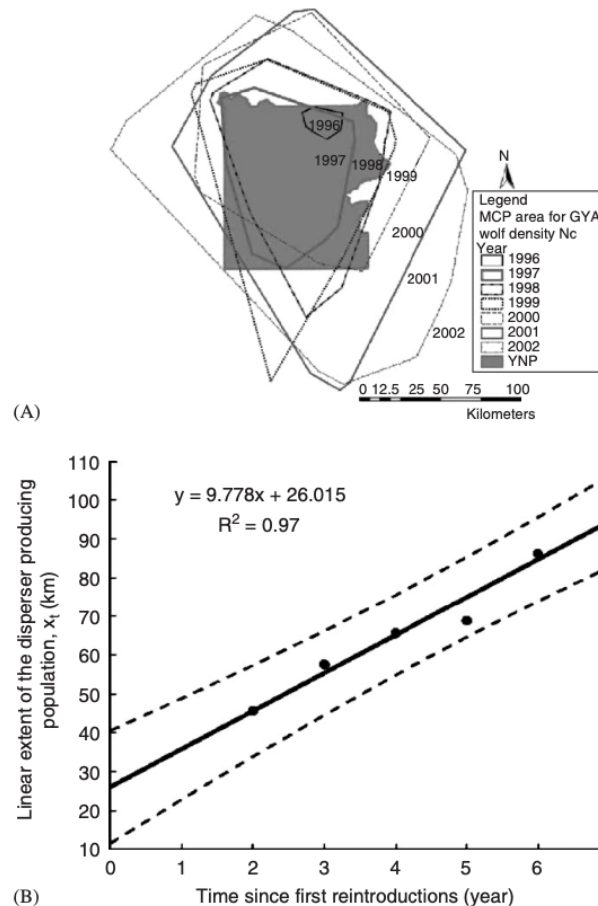 1996
1997
1998
1999
2000
2001
2002
N
Legend
MCP area for GYA
wolf density Nc
Year
1996
1997
1998
1999
2000
2001
2002
YNP
0 12.5 25 50 75 100
Kilometers
(A)
110
100
90
80
70
60
50
40
30
20
10
y = 9.778x + 26.015
R² = 0.97
Linear extent of the disperser producing
population, xₜ (km)
0 1 2 3 4 5 6
Time since first reintroductions (year)
(B)